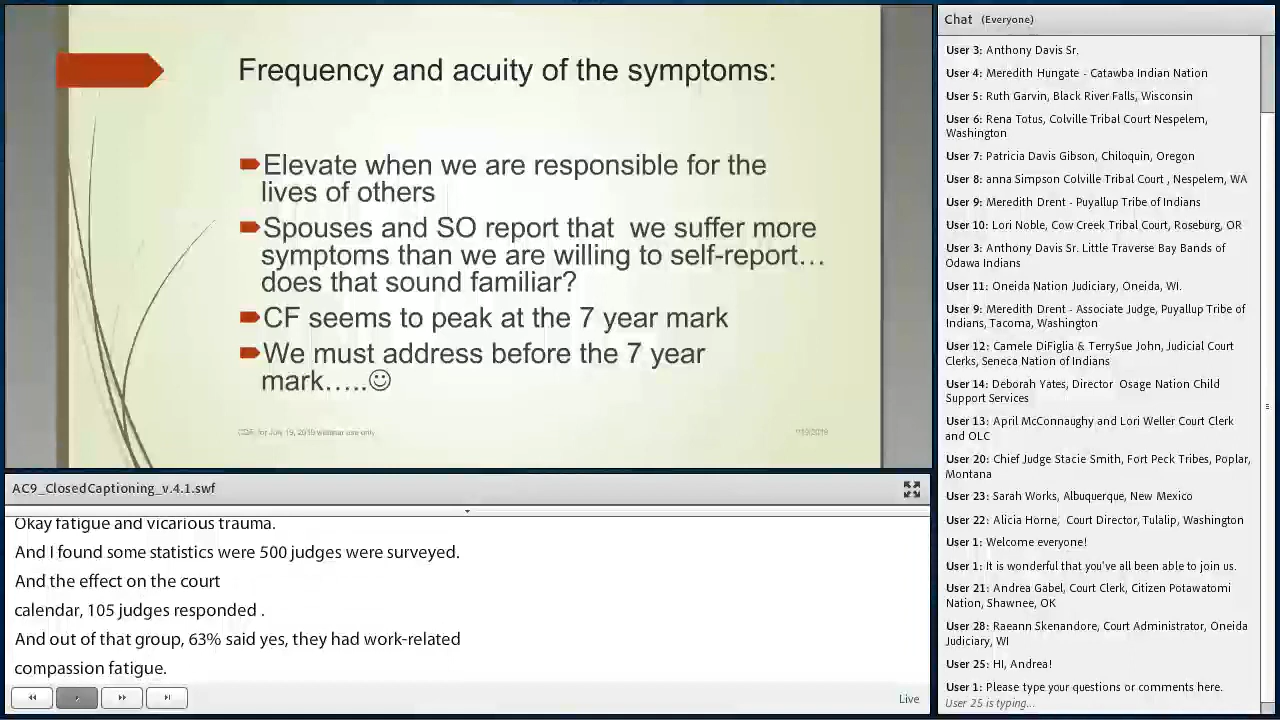 Frequency and acuity of the symptoms:
Elevate when we are responsible for the
lives of others
Spouses and SO report that we suffer more
symptoms than we are willing to self-report…
does that sound familiar?
CF seems to peak at the 7 year mark
We must address before the 7 year
mark…..☺
for July 19, 2019 webinar use only
7/19/2019
AC9_ClosedCaptioning_v.4.1.swf
Okay fatigue and vicarious trauma.
And I found some statistics were 500 judges were surveyed.
And the effect on the court
calendar, 105 judges responded .
And out of that group, 63% said yes, they had work-related
compassion fatigue.
Live
Chat (Everyone)
User 3: Anthony Davis Sr.
User 4: Meredith Hungate - Catawba Indian Nation
User 5: Ruth Garvin, Black River Falls, Wisconsin
User 6: Rena Totus, Colville Tribal Court Nespelem,
Washington
User 7: Patricia Davis Gibson, Chiloquin, Oregon
User 8: anna Simpson Colville Tribal Court , Nespelem, WA
User 9: Meredith Drent - Puyallup Tribe of Indians
User 10: Lori Noble, Cow Creek Tribal Court, Roseburg, OR
User 3: Anthony Davis Sr. Little Traverse Bay Bands of
Odawa Indians
User 11: Oneida Nation Judiciary, Oneida, WI.
User 9: Meredith Drent - Associate Judge, Puyallup Tribe of
Indians, Tacoma, Washington
User 12: Camele DiFiglia & TerrySue John, Judicial Court
Clerks, Seneca Nation of Indians
User 14: Deborah Yates, Director Osage Nation Child
Support Services
User 13: April McConnaughy and Lori Weller Court Clerk
and OLC
User 20: Chief Judge Stacie Smith, Fort Peck Tribes, Poplar,
Montana
User 23: Sarah Works, Albuquerque, New Mexico
User 22: Alicia Horne, Court Director, Tulalip, Washington
User 1: Welcome everyone!
User 1: It is wonderful that you've all been able to join us.
User 21: Andrea Gabel, Court Clerk, Citizen Potawatomi
Nation, Shawnee, OK
User 28: Raeann Skenandore, Court Administrator, Oneida
Judiciary, WI
User 25: HI, Andrea!
User 1: Please type your questions or comments here.
User 25 is typing...